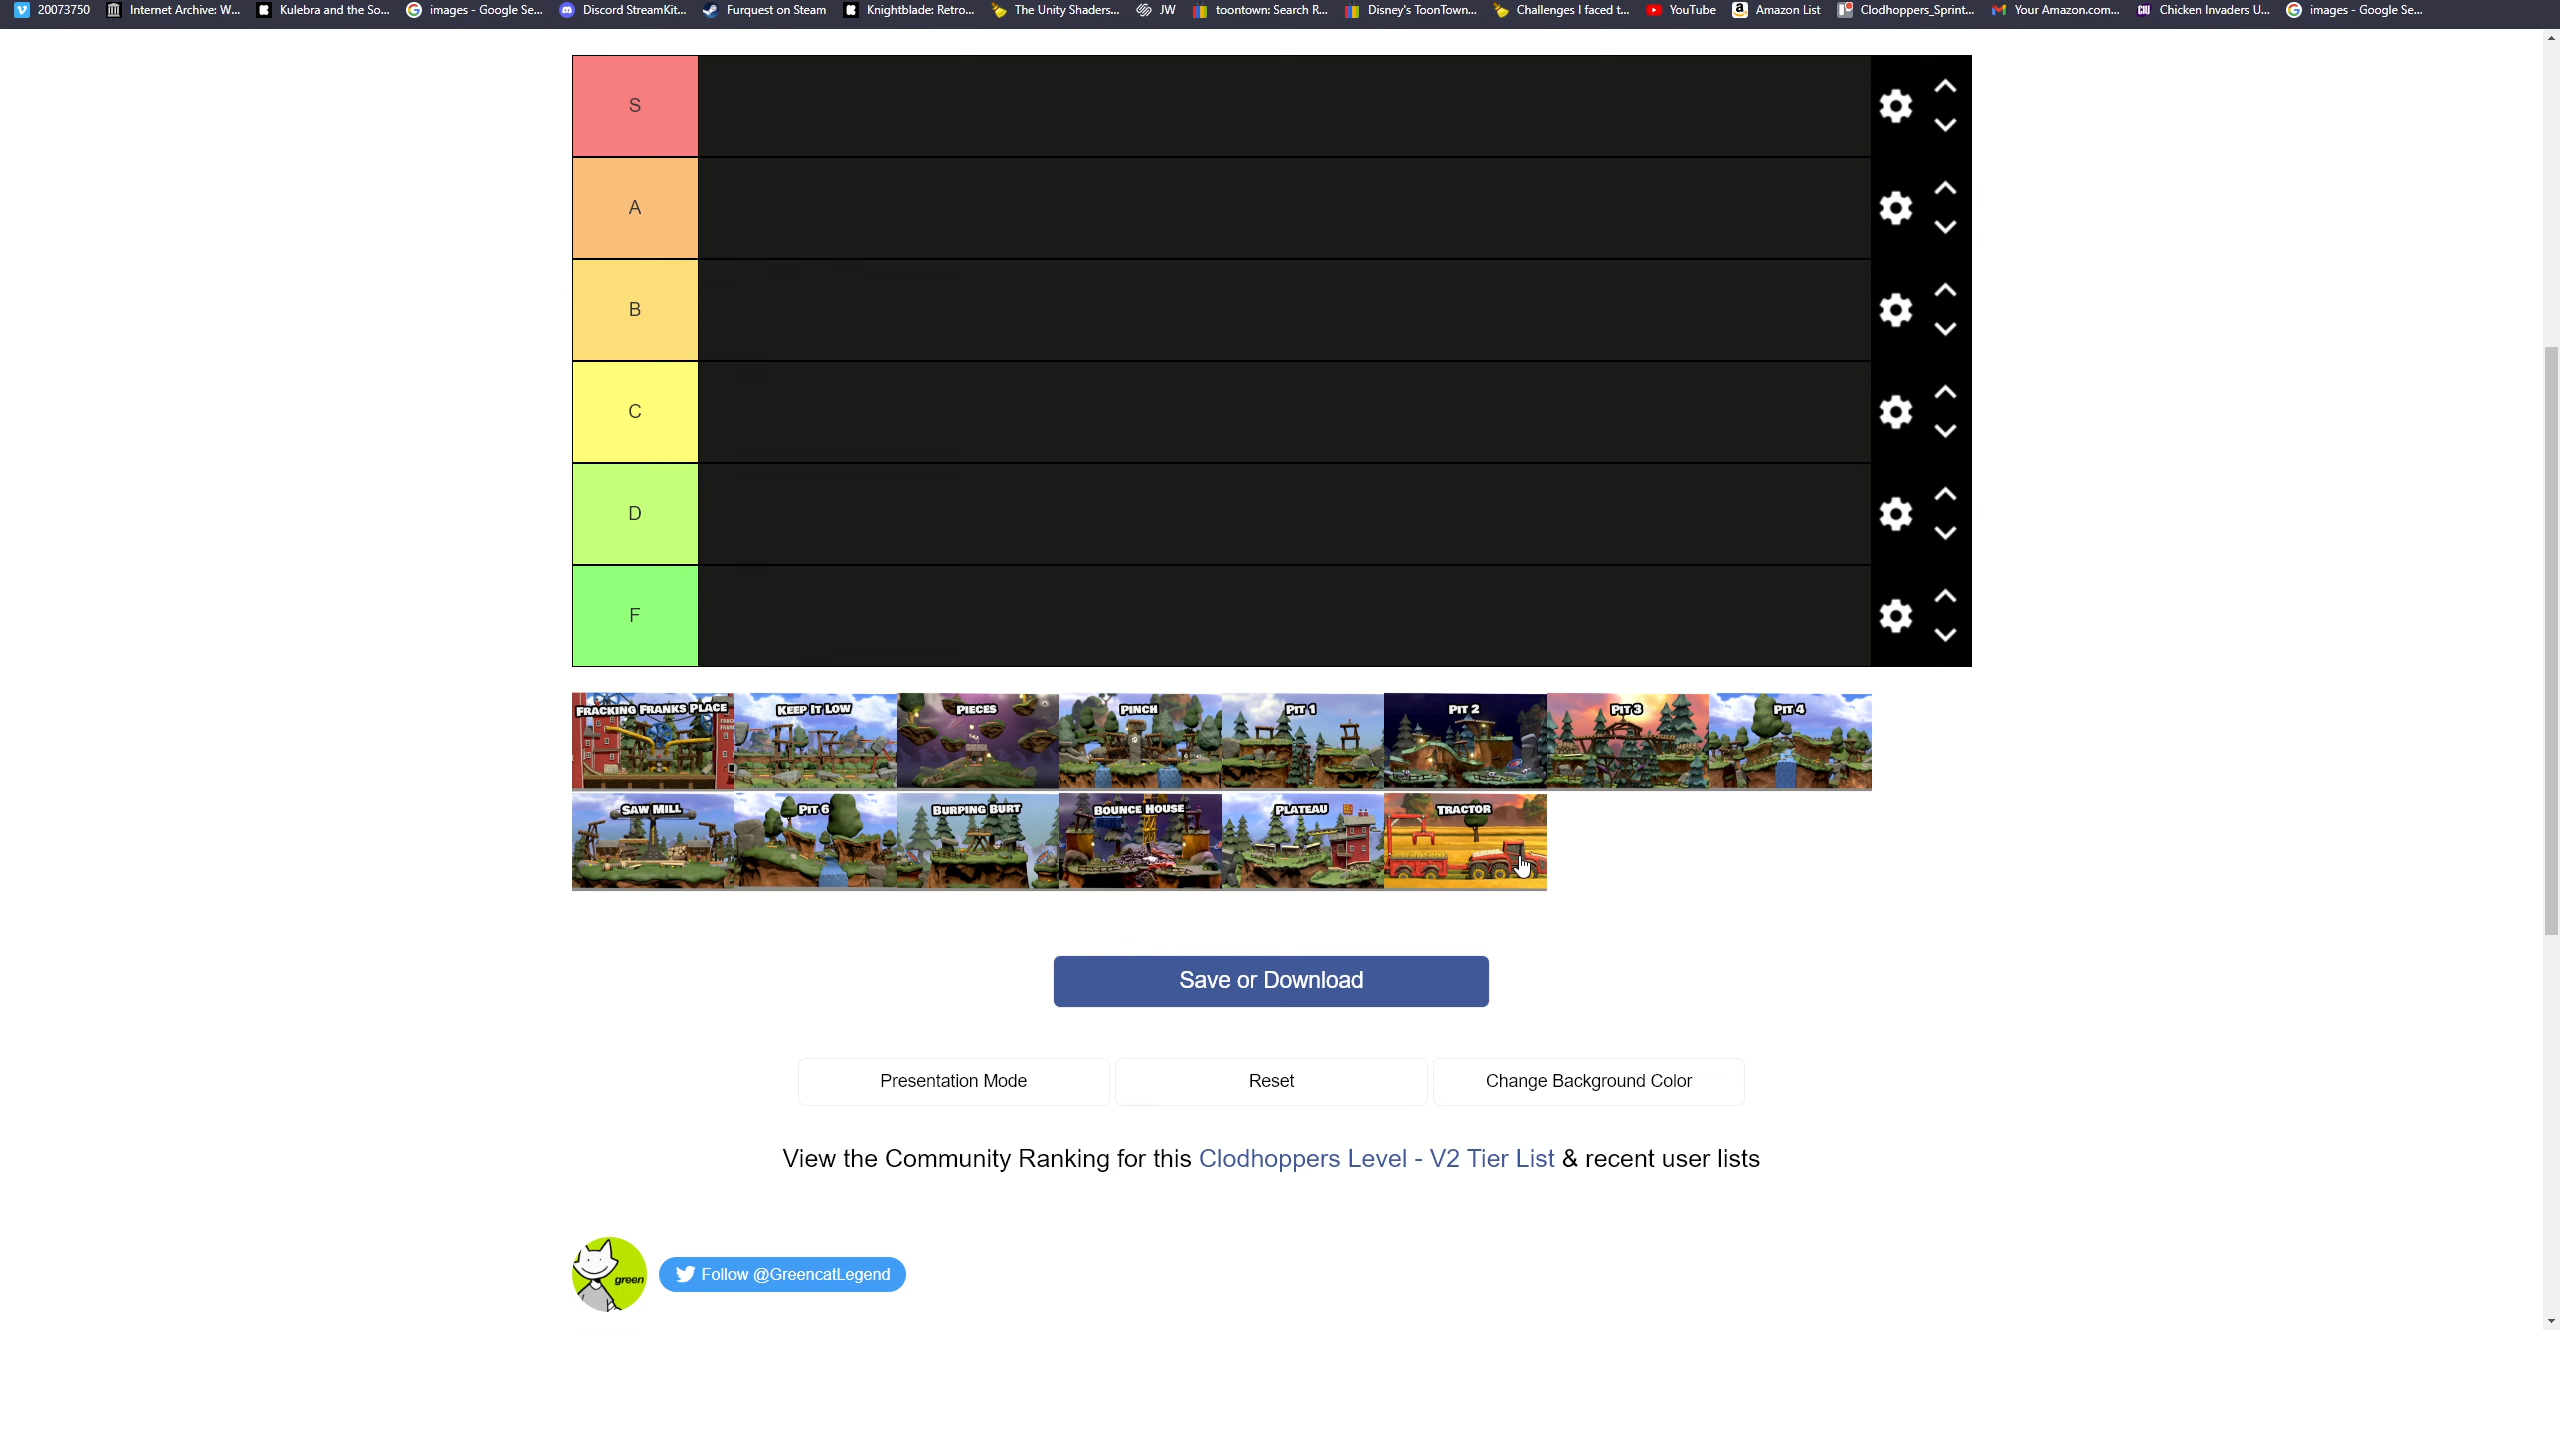 20073750 Internet Archive: W... Kulebra and the So... images - Google Se... Discord StreamKit... Furquest on Steam Knightblade: Retro... The Unity Shaders... JW toontown: Search R... Disney's ToonTown... Challenges I faced t... YouTube Amazon List Clodhoppers_Sprint... Your Amazon.com... CIU Chicken Invaders U... images - Google Se...
S
A
B
C
D
F
FRACKING FRANKS PLACE KEEP IT LOW PIECES PINCH PIT 1 PIT 2 PIT 3 PIT 4
SAW MILL PIT 6 BURPING BURT BOUNCE HOUSE PLATEAU TRACTOR
Save or Download
Presentation Mode Reset Change Background Color
View the Community Ranking for this Clodhoppers Level - V2 Tier List & recent user lists
green Follow @GreencatLegend